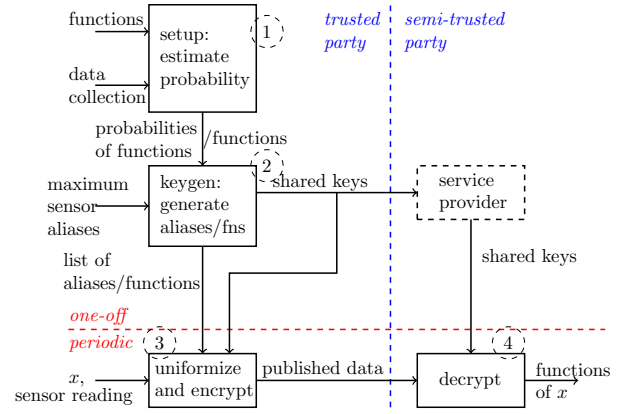 functions
setup:
estimate
probability
1
trusted
party
semi-trusted
party
data
collection
probabilities
of functions
/functions
2
maximum
sensor
aliases
keygen:
generate
aliases/fns
shared keys
service
provider
list of
aliases/functions
shared keys
one-off
periodic
3
4
x,
sensor reading
uniformize
and encrypt
published data
decrypt
functions
of x